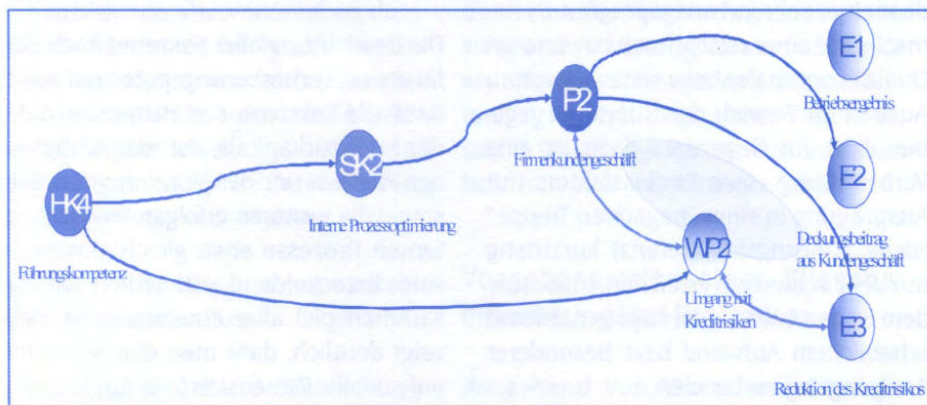 E1
P2
Betriebsergebnis
SK2
Firmenkundengeschäft
E2
HK4
Interne Prozessoptimierung
WP2
Deckungsbeitrag
aus Kundengeschäft
Führungskompetenz
Umgang mit
Kreditrisiken
E3
Reduktion des Kreditrisikos